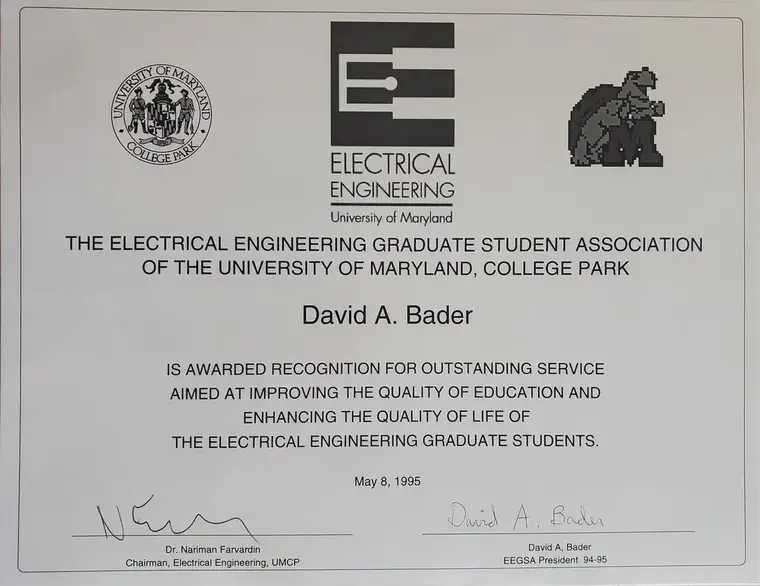 UNIVERSITY OF MARYLAND
COLLEGE PARK
M
ELECTRICAL
ENGINEERING
University of Maryland
THE ELECTRICAL ENGINEERING GRADUATE STUDENT ASSOCIATION
OF THE UNIVERSITY OF MARYLAND, COLLEGE PARK
David A. Bader
IS AWARDED RECOGNITION FOR OUTSTANDING SERVICE
AIMED AT IMPROVING THE QUALITY OF EDUCATION AND
ENHANCING THE QUALITY OF LIFE OF
THE ELECTRICAL ENGINEERING GRADUATE STUDENTS.
May 8, 1995
David A. Bader
Dr. Nariman Farvardin
Chairman, Electrical Engineering, UMCP
David A, Bader
EEGSA President 94-95